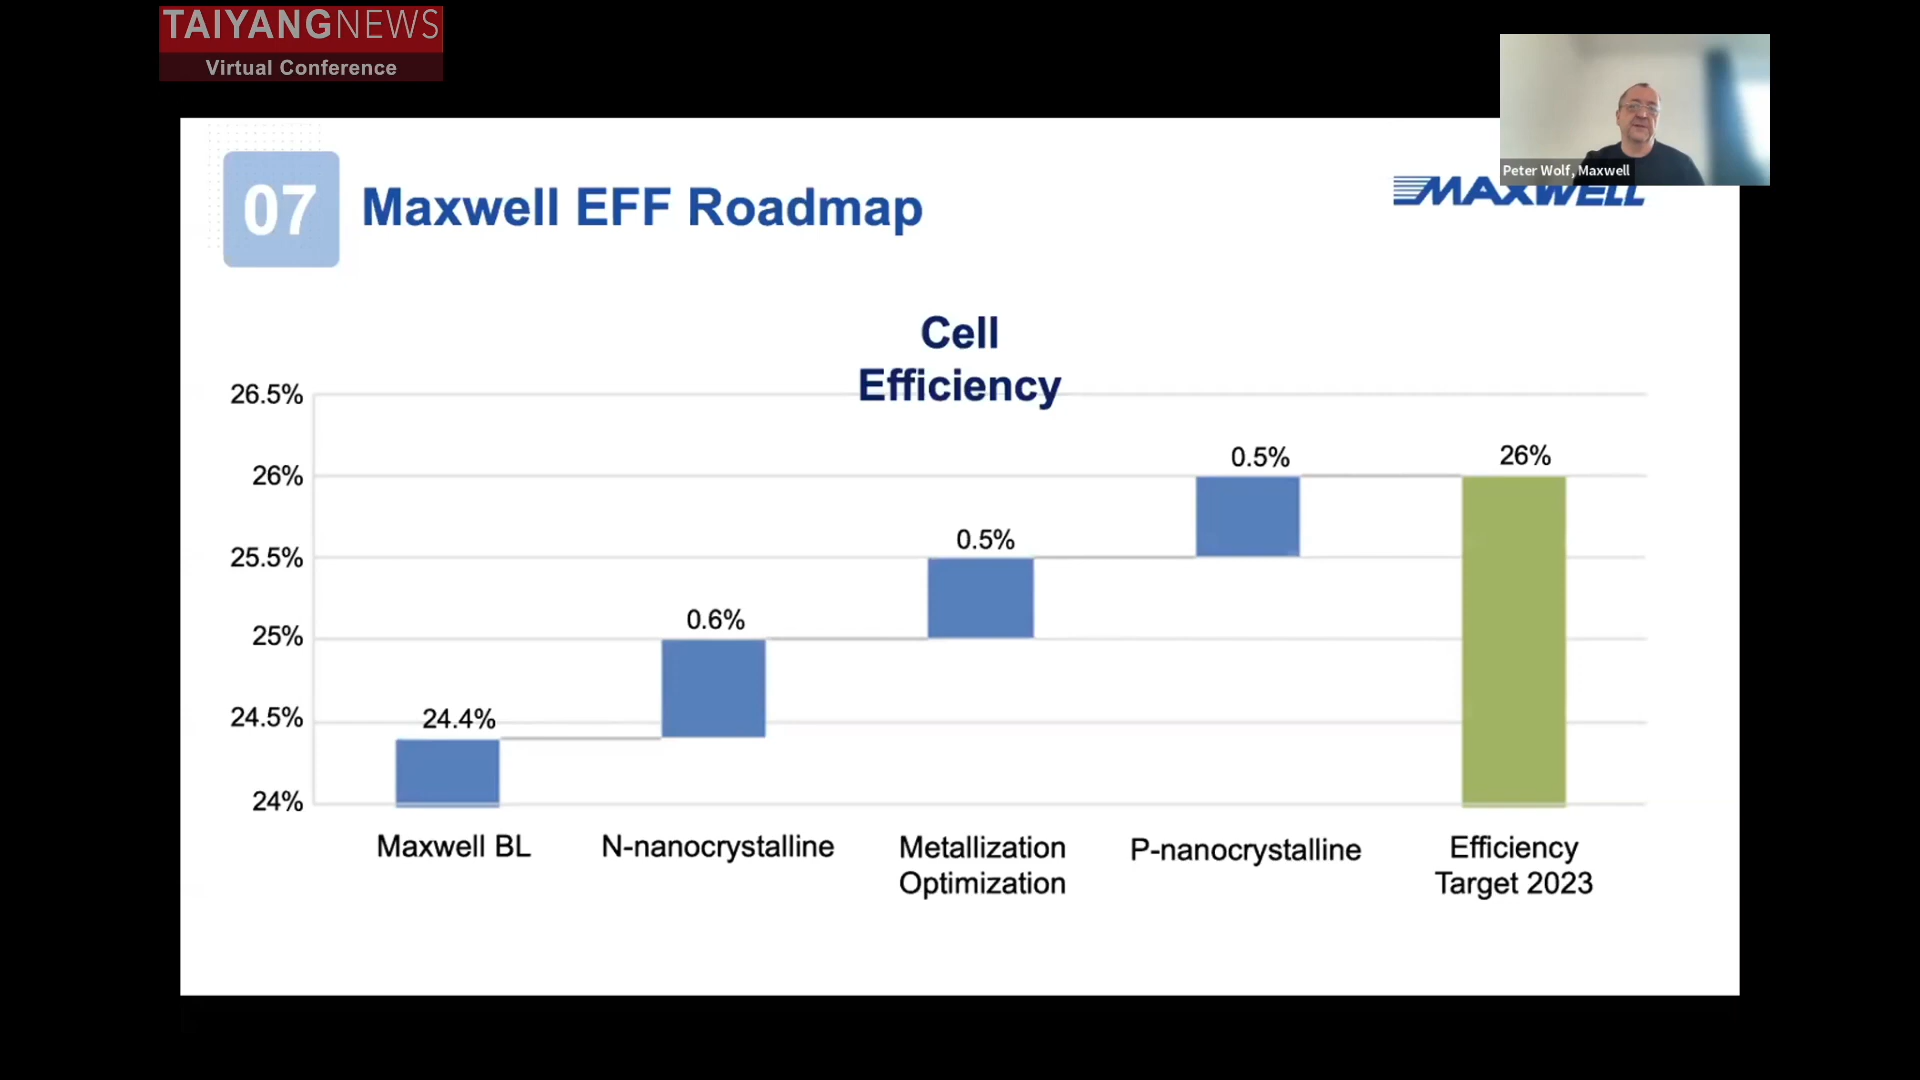 TAIYANGNEWS
Virtual Conference
Peter Wolf, Maxwell
MAXWELL
07
Maxwell EFF Roadmap
Cell
Efficiency
26.5%
26%
25.5%
25%
24.5%
24%
24.4%
0.6%
0.5%
0.5%
26%
Maxwell BL
N-nanocrystalline
Metallization
Optimization
P-nanocrystalline
Efficiency
Target 2023